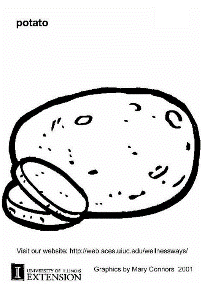 potato
Visit our website: http://web.aces.uiuc.edu/wellnessways/
I UNIVERSITY OF ILLINOIS
EXTENSION
Graphics by Mary Connors 2001